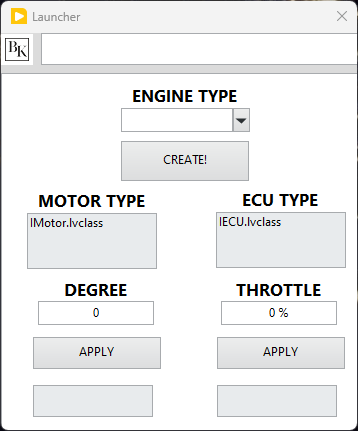 Launcher
BK
ENGINE TYPE
CREATE!
MOTOR TYPE
ECU TYPE
IMotor.lvclass
IECU.lvclass
DEGREE
THROTTLE
0
0 %
APPLY
APPLY